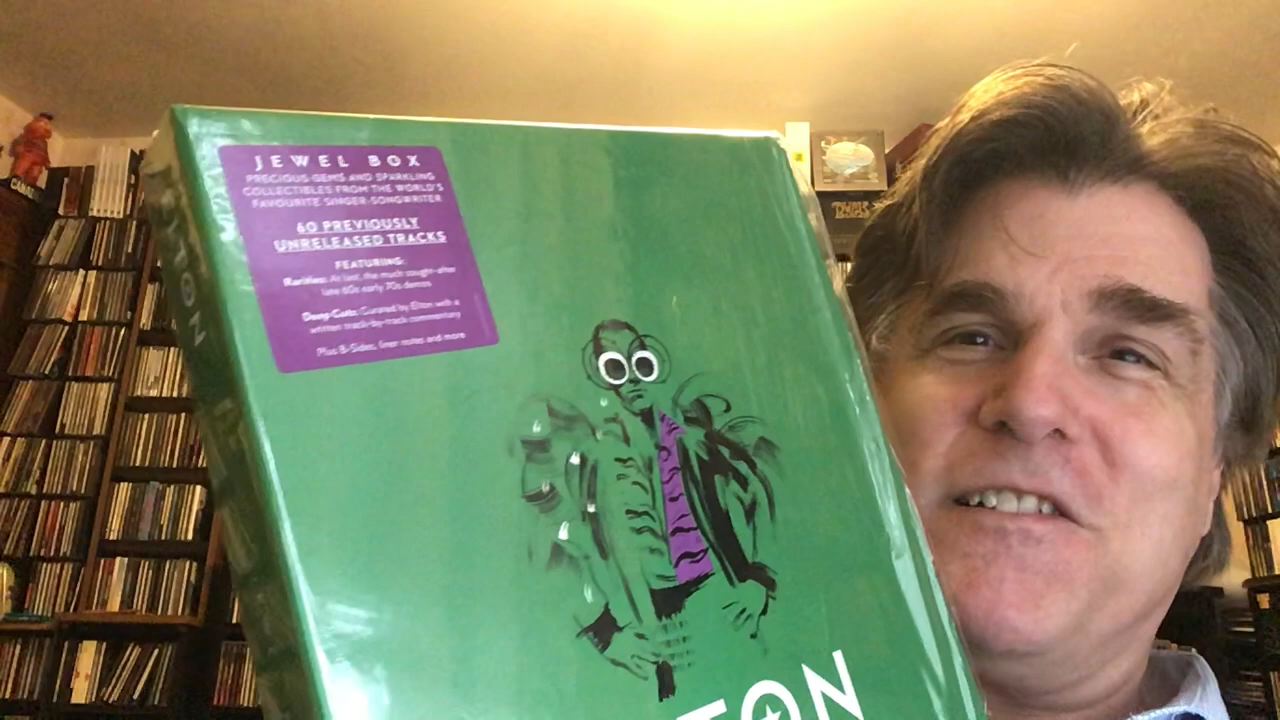 JEWEL BOX
PRECIOUS GEMS AND SPARKLING
COLLECTIBLES FROM THE WORLD'S
FAVOURITE SINGER-SONGWRITER
60 PREVIOUSLY
UNRELEASED TRACKS
FEATURING:
Rarities: At last, the much sought-after
late 60s early 70s demos
Deep Cuts: Curated by Elton with a
written track-by-track commentary
Plus B-Sides, liner notes and more
LTON
TON